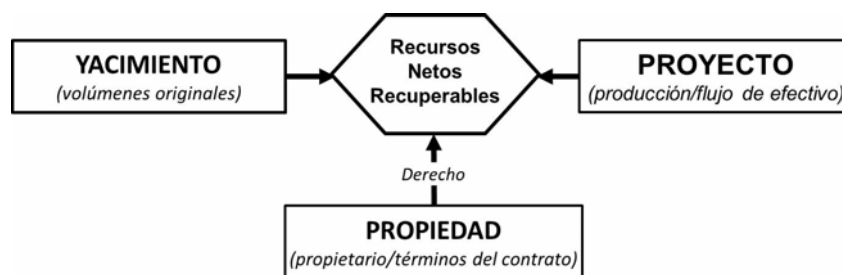 YACIMIENTO
(volúmenes originales)
Recursos
Netos
Recuperables
PROYECTO
(producción/flujo de efectivo)
Derecho
PROPIEDAD
(propietario/términos del contrato)